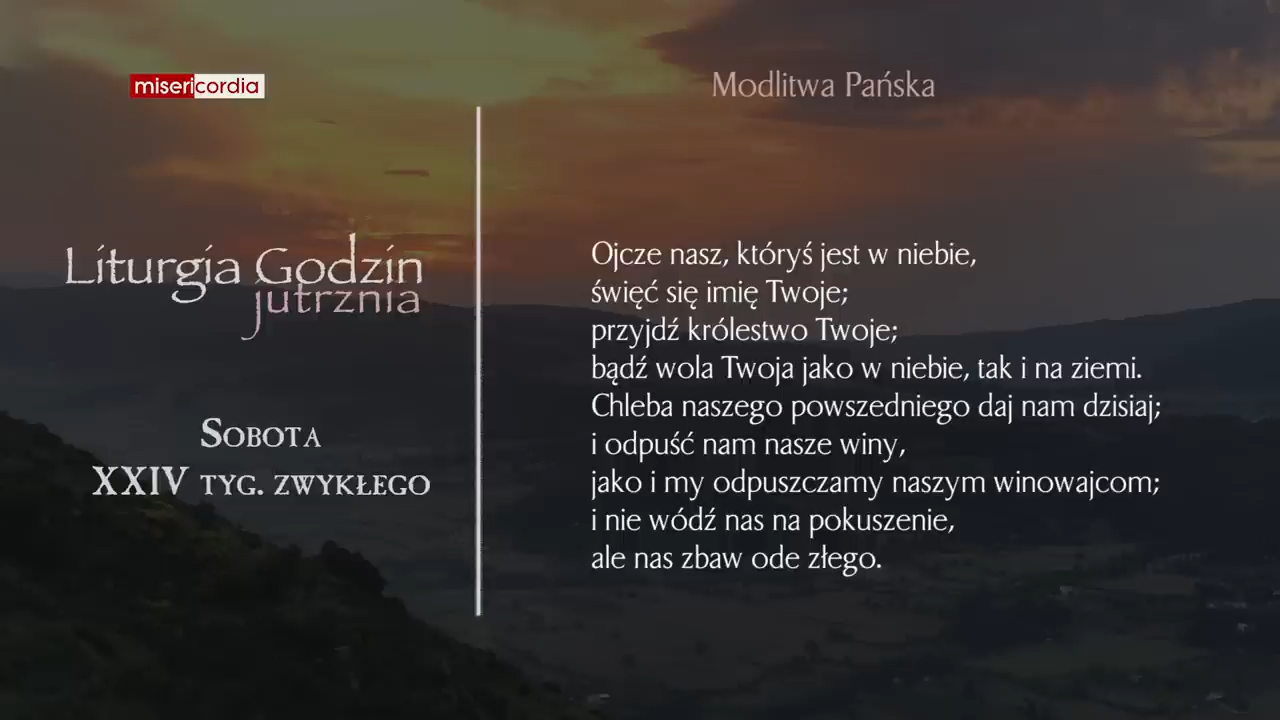 misericordia
Liturgia Godzin
jutrznia
Sobota
XXIV tyg. zwykłego
Modlitwa Pańska
Ojcze nasz, któryś jest w niebie,
święć się imię Twoje;
przyjdź królestwo Twoje;
bądź wola Twoja jako w niebie, tak i na ziemi.
Chleba naszego powszedniego daj nam dzisiaj;
i odpuść nam nasze winy,
jako i my odpuszczamy naszym winowajcom;
i nie wódź nas na pokuszenie,
ale nas zbaw ode złego.